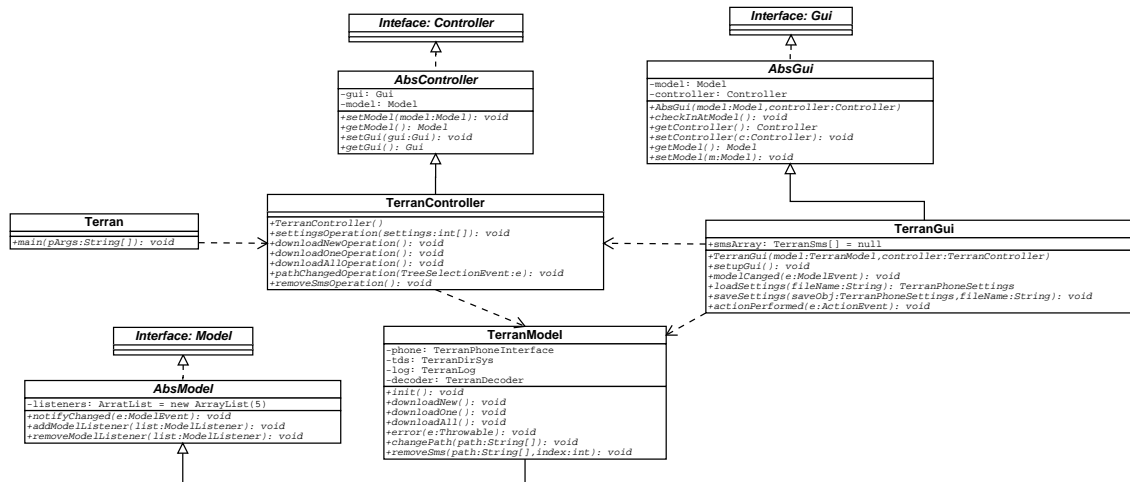 Inteface: Controller
AbsController
-gui: Gui
-model: Model
+setModel(model:Model): void
+getModel(): Model
+setGui(gui:Gui): void
+getGui(): Gui
Interface: Gui
AbsGui
-model: Model
-controller: Controller
+AbsGui(model:Model,controller:Controller)
+checkInAtModel(): void
+getController(): Controller
+setController(c:Controller): void
+getModel(): Model
+setModel(m:Model): void
Terran
+main(pArgs:String[]): void
TerranController
+TerranController()
+settingsOperation(settings:int[]): void
+downloadNewOperation(): void
+downloadOneOperation(): void
+downloadAllOperation(): void
+pathChangedOperation(TreeSelectionEvent:e): void
+removeSmsOperation(): void
TerranGui
+smsArray: TerranSms[] = null
+TerranGui(model:TerranModel,controller:TerranController)
+setupGui(): void
+modelCanged(e:ModelEvent): void
+loadSettings(fileName:String): TerranPhoneSettings
+saveSettings(saveObj:TerranPhoneSettings,fileName:String): void
+actionPerformed(e:ActionEvent): void
Interface: Model
AbsModel
-listeners: ArratList = new ArrayList(5)
+notifyChanged(e:ModelEvent): void
+addModelListener(list:ModelListener): void
+removeModelListener(list:ModelListener): void
TerranModel
-phone: TerranPhoneInterface
-tds: TerranDirSys
-log: TerranLog
-decoder: TerranDecoder
+init(): void
+downloadNew(): void
+downloadOne(): void
+downloadAll(): void
+error(e:Throwable): void
+changePath(path:String[]): void
+removeSms(path:String[],index:int): void